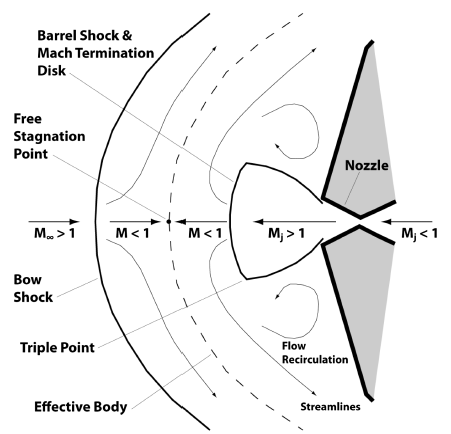 Barrel Shock &
Mach Termination
Disk
Free
Stagnation
Point
Nozzle
M∞ > 1
M < 1
M < 1
Mj > 1
Mj < 1
Bow
Shock
Triple Point
Flow
Recirculation
Effective Body
Streamlines